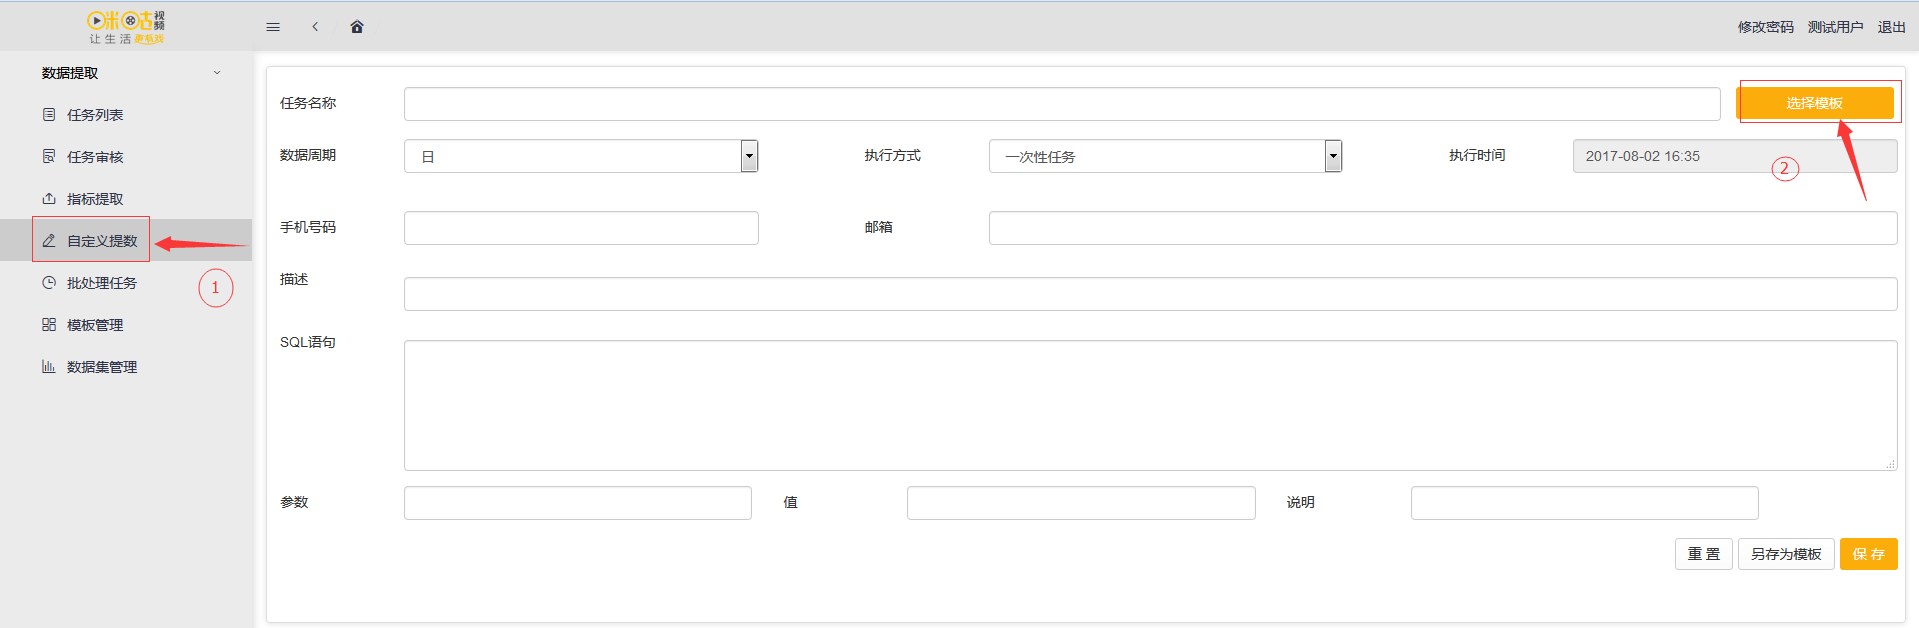 咪咕视频
让生活更有戏
修改密码 测试用户 退出
数据提取
任务列表
任务审核
指标提取
自定义提数
批处理任务
模板管理
数据集管理
1
任务名称
选择模板
数据周期 日 执行方式 一次性任务 执行时间 2017-08-02 16:35
2
手机号码 邮箱
描述
SQL语句
参数 值 说明
重 置 另存为模板 保 存